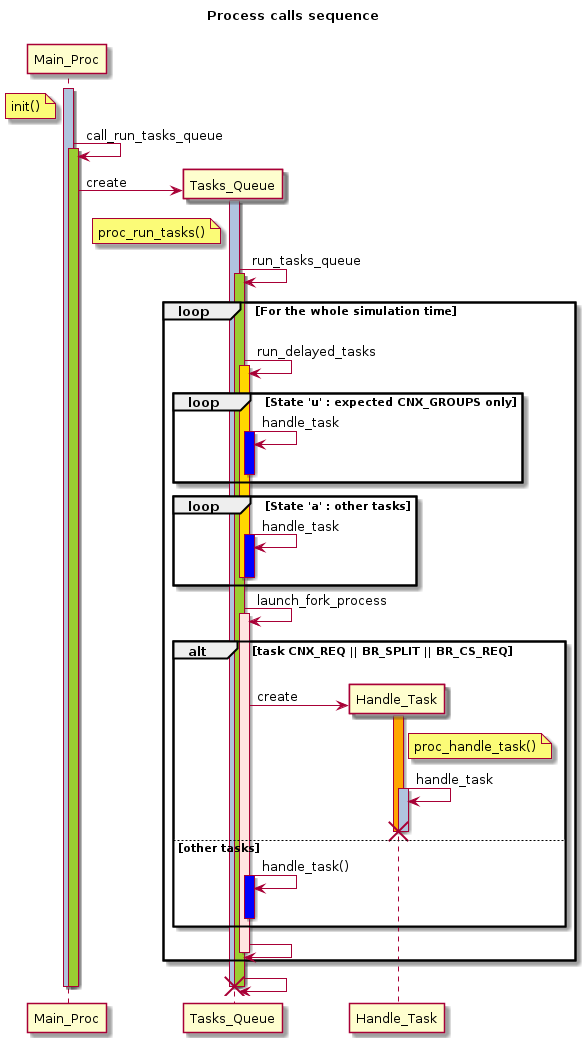 Process calls sequence
Main_Proc
init()
call_run_tasks_queue
create
Tasks_Queue
proc_run_tasks()
run_tasks_queue
loop [For the whole simulation time]
run_delayed_tasks
loop [State 'u' : expected CNX_GROUPS only]
handle_task
loop [State 'a' : other tasks]
handle_task
launch_fork_process
alt [task CNX_REQ || BR_SPLIT || BR_CS_REQ]
create
Handle_Task
proc_handle_task()
handle_task
[other tasks]
handle_task()
Main_Proc Tasks_Queue Handle_Task